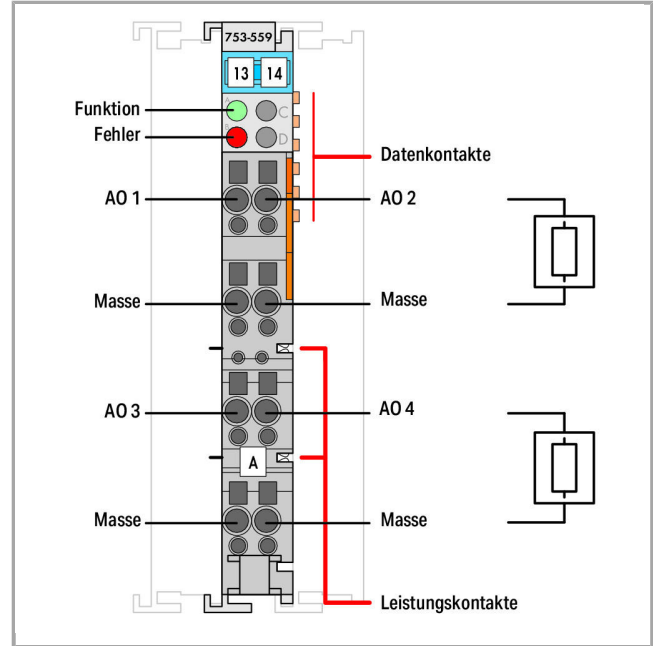 753-559
13 14
A
Funktion
C
B
Fehler
D
Datenkontakte
AO 1
AO 2
Masse
Masse
AO 3
AO 4
A
Masse
Masse
Leistungskontakte